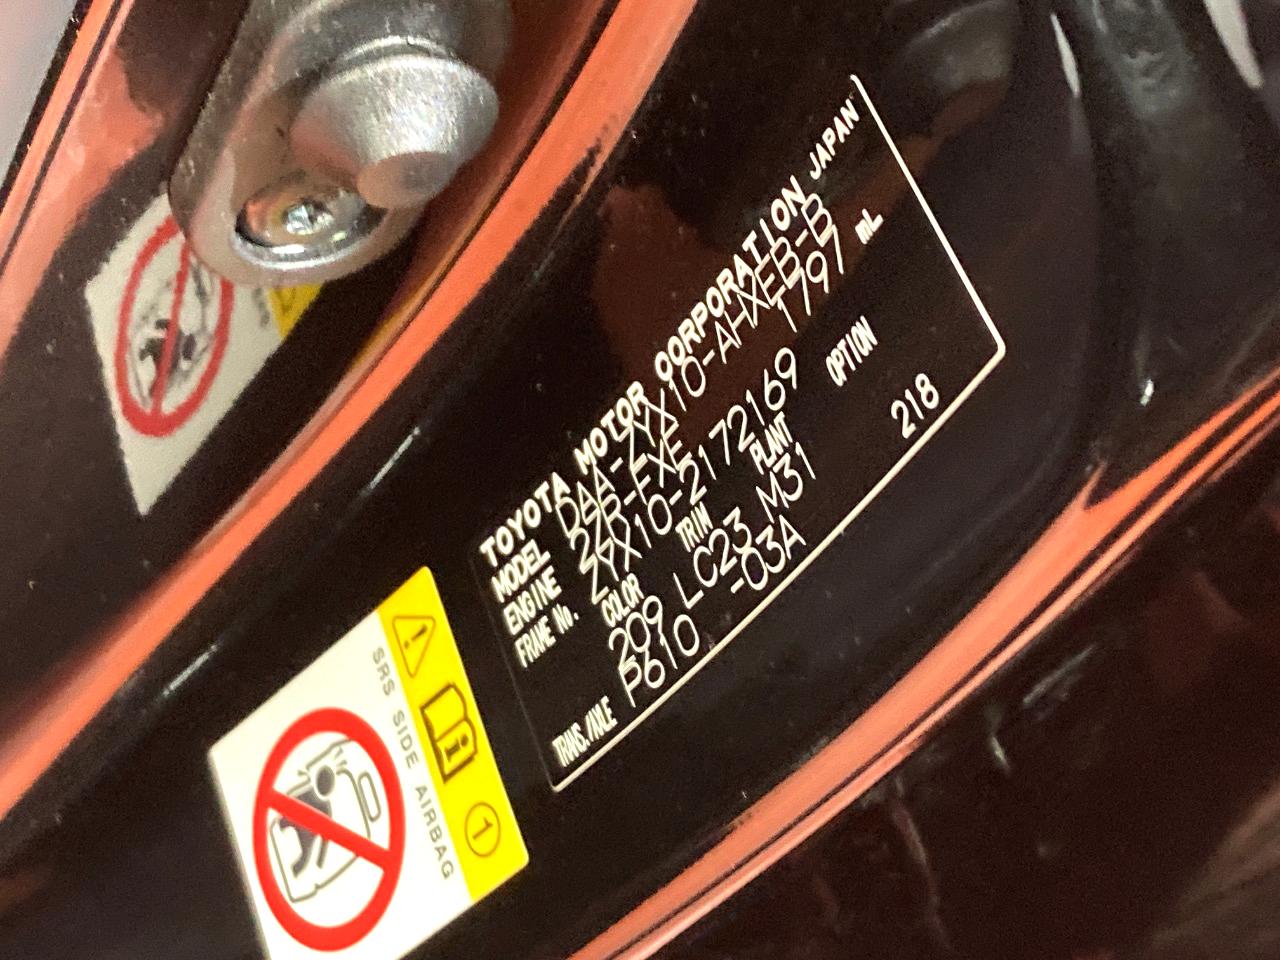 TOYOTA MOTOR CORPORATION JAPAN
MODEL DAA-ZYX10-AHXEB-B
ENGINE 2ZR-FXE 1797 mL
FRAME No. ZYX10-2172169
COLOR TRIM PLANT OPTION
209 LC23 M31 218
TRANS./AXLE P610 -03A
SRS SIDE AIRBAG
1